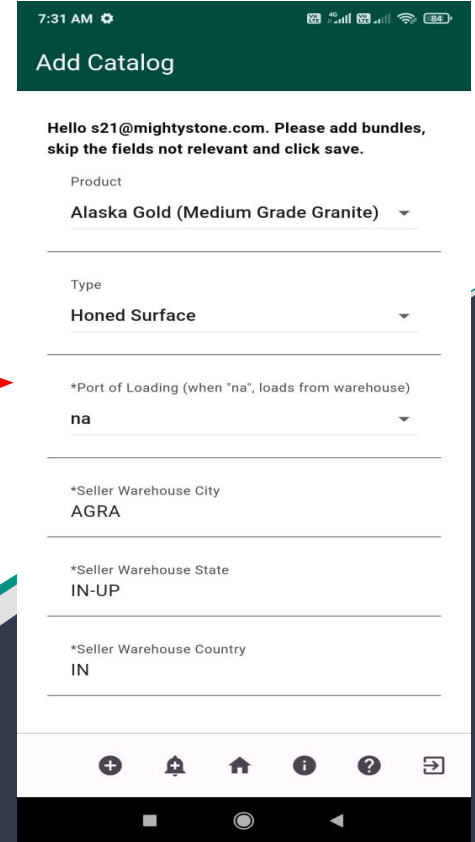 7:31 AM
4G
84
Add Catalog
Hello s21@mightystone.com. Please add bundles,
skip the fields not relevant and click save.
Product
Alaska Gold (Medium Grade Granite)
Type
Honed Surface
*Port of Loading (when "na", loads from warehouse)
na
*Seller Warehouse City
AGRA
*Seller Warehouse State
IN-UP
*Seller Warehouse Country
IN